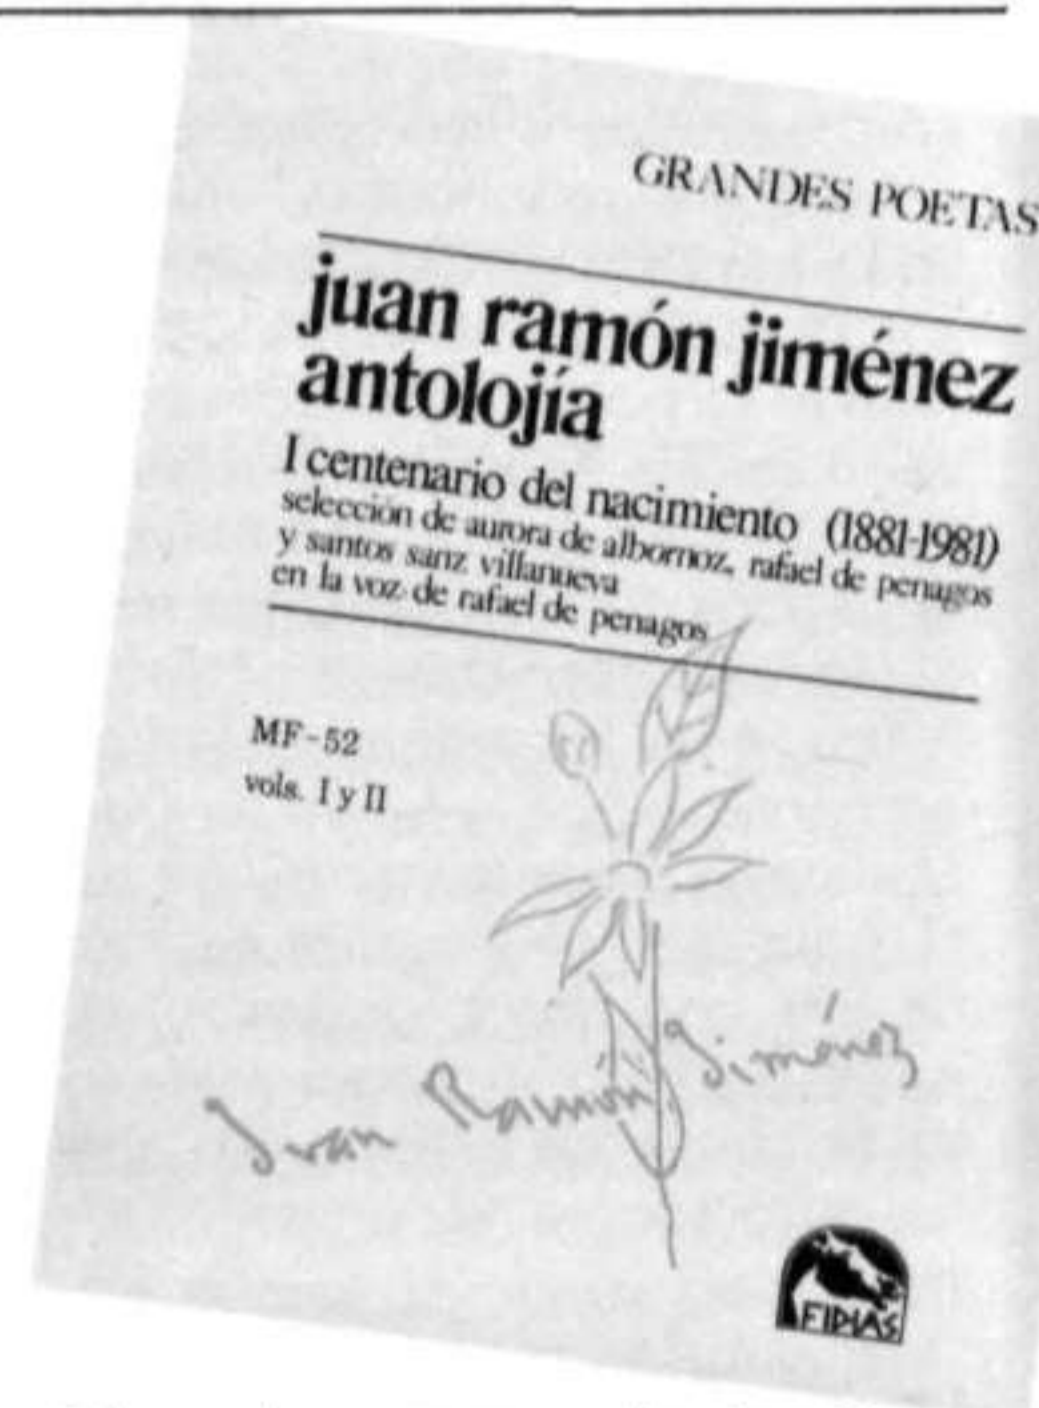 GRANDES POETAS
juan ramón jiménez
antolojía
I centenario del nacimiento (1881-1981)
selección de aurora de albornoz, rafael de penagos
y santos sanz villanueva
en la voz de rafael de penagos
MF-52
vols. I y II
Juan Ramón Jiménez
FIDIAS